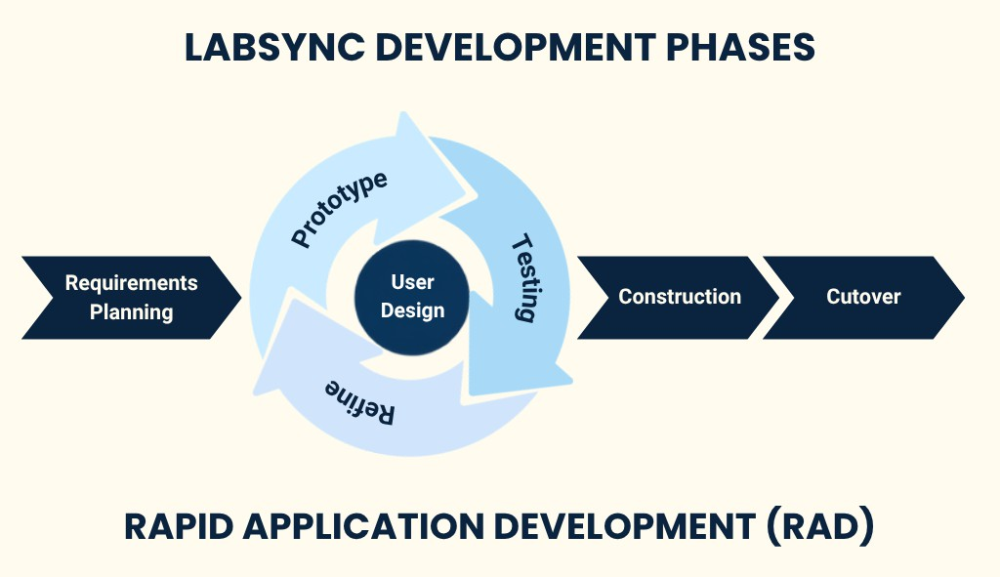 LABSYNC DEVELOPMENT PHASES
Requirements
Planning
Prototype
Testing
Refine
User
Design
Construction
Cutover
RAPID APPLICATION DEVELOPMENT (RAD)